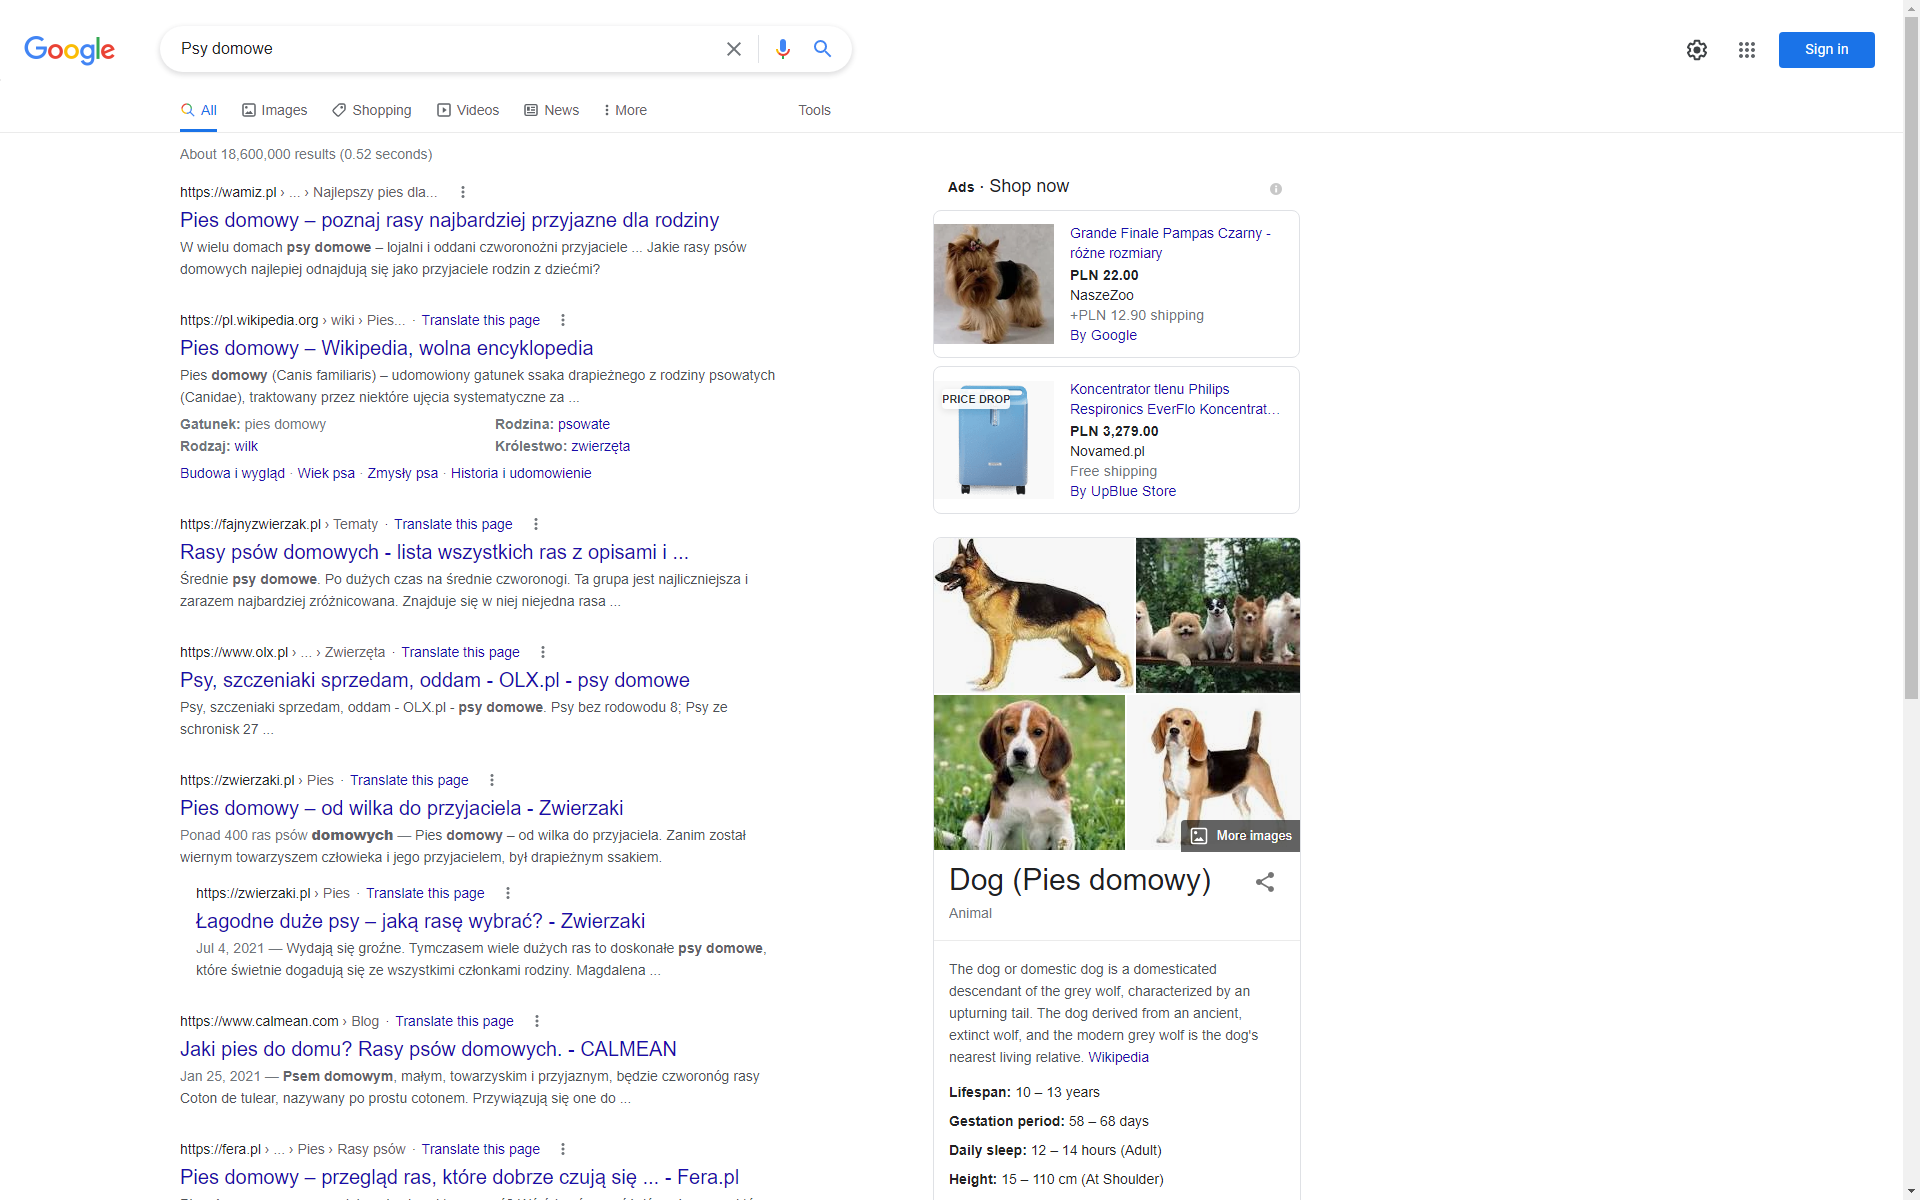 Google
Psy domowe
Sign in
All
Images
Shopping
Videos
News
More
Tools
About 18,600,000 results (0.52 seconds)
https://wamiz.pl › ... › Najlepszy pies dla...
Pies domowy – poznaj rasy najbardziej przyjazne dla rodziny
W wielu domach psy domowe – lojalni i oddani czworonożni przyjaciele ... Jakie rasy psów
domowych najlepiej odnajdują się jako przyjaciele rodzin z dziećmi?
https://pl.wikipedia.org › wiki › Pies... · Translate this page
Pies domowy – Wikipedia, wolna encyklopedia
Pies domowy (Canis familiaris) – udomowiony gatunek ssaka drapieżnego z rodziny psowatych
(Canidae), traktowany przez niektóre ujęcia systematyczne za ...
Gatunek: pies domowy
Rodzina: psowate
Rodzaj: wilk
Królestwo: zwierzęta
Budowa i wygląd · Wiek psa · Zmysły psa · Historia i udomowienie
https://fajnyzwierzak.pl › Tematy · Translate this page
Rasy psów domowych - lista wszystkich ras z opisami i ...
Średnie psy domowe. Po dużych czas na średnie czworonogi. Ta grupa jest najliczniejsza i
zarazem najbardziej zróżnicowana. Znajduje się w niej niejedna rasa ...
https://www.olx.pl › ... › Zwierzęta · Translate this page
Psy, szczeniaki sprzedam, oddam - OLX.pl - psy domowe
Psy, szczeniaki sprzedam, oddam - OLX.pl - psy domowe. Psy bez rodowodu 8; Psy ze
schronisk 27 ...
https://zwierzaki.pl › Pies · Translate this page
Pies domowy – od wilka do przyjaciela - Zwierzaki
Ponad 400 ras psów domowych — Pies domowy – od wilka do przyjaciela. Zanim został
wiernym towarzyszem człowieka i jego przyjacielem, był drapieżnym ssakiem.
https://zwierzaki.pl › Pies · Translate this page
Łagodne duże psy – jaką rasę wybrać? - Zwierzaki
Jul 4, 2021 — Wydają się groźne. Tymczasem wiele dużych ras to doskonałe psy domowe,
które świetnie dogadują się ze wszystkimi członkami rodziny. Magdalena ...
https://www.calmean.com › Blog · Translate this page
Jaki pies do domu? Rasy psów domowych. - CALMEAN
Jan 25, 2021 — Psem domowym, małym, towarzyskim i przyjaznym, będzie czworonóg rasy
Coton de tulear, nazywany po prostu cotonem. Przywiązują się one do ...
https://fera.pl › ... › Pies › Rasy psów · Translate this page
Pies domowy – przegląd ras, które dobrze czują się ... - Fera.pl
Ads · Shop now
Grande Finale Pampas Czarny -
różne rozmiary
PLN 22.00
NaszeZoo
+PLN 12.90 shipping
By Google
PRICE DROP
Koncentrator tlenu Philips
Respironics EverFlo Koncentrat...
PLN 3,279.00
Novamed.pl
Free shipping
By UpBlue Store
More images
Dog (Pies domowy)
Animal
The dog or domestic dog is a domesticated
descendant of the grey wolf, characterized by an
upturning tail. The dog derived from an ancient,
extinct wolf, and the modern grey wolf is the dog's
nearest living relative. Wikipedia
Lifespan: 10 – 13 years
Gestation period: 58 – 68 days
Daily sleep: 12 – 14 hours (Adult)
Height: 15 – 110 cm (At Shoulder)